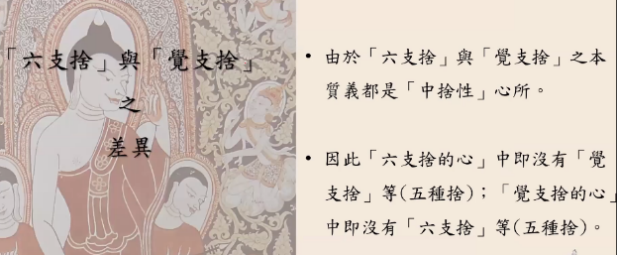 「六支捨」與「覺支捨」
之
差異
• 由於「六支捨」與「覺支捨」之本
質義都是「中捨性」心所。
• 因此「六支捨的心」中即沒有「覺
支捨」等(五種捨);「覺支捨的心」
中即沒有「六支捨」等(五種捨)。